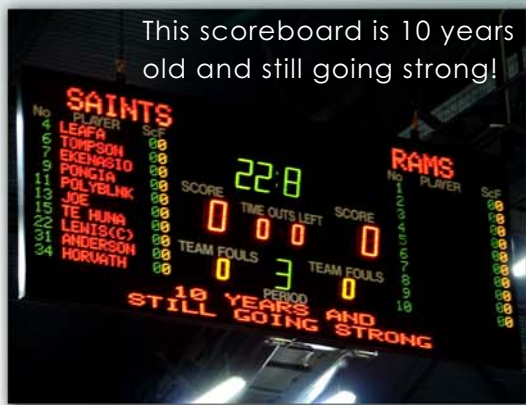 This scoreboard is 10 years
old and still going strong!
SAINTS
No PLAYER ScF
4 LEAFA 00
6 TOMPSON 00
7 EKENASIO 00
9 PONGIA 00
11 POLYBLNK 00
13 JOE 00
15 TE HUNA 00
22 LEWIS(C) 00
31 ANDERSON 00
34 HORVATH 00
22:8
SCORE TIME OUTS LEFT SCORE
0 0 0 0
TEAM FOULS TEAM FOULS
0 3 0
PERIOD
RAMS
No PLAYER ScF
1 00
2 00
3 00
4 00
5 00
6 00
7 00
8 00
9 00
10 00
10 YEARS AND
STILL GOING STRONG